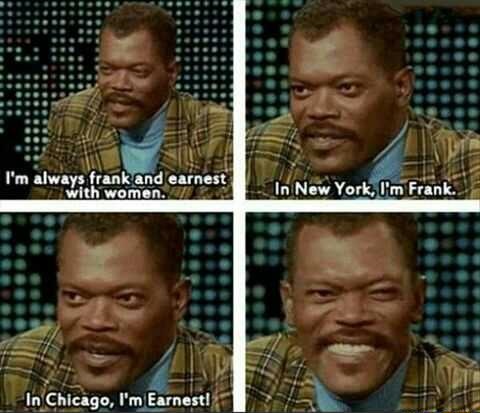 I'm always frank and earnest
with women.
In New York, I'm Frank.
In Chicago, I'm Earnest!